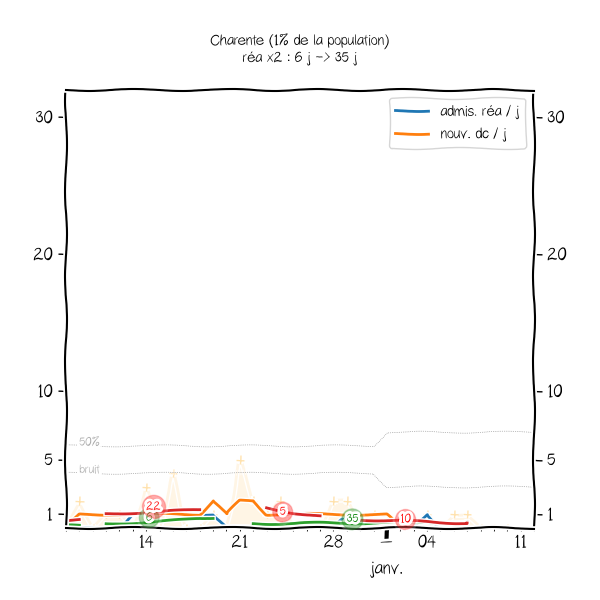 Charente (1% de la population)
réa x2 : 6 j -> 35 j
admis. réa / j
nouv. dc / j
30 30
20 20
10 10
50%
5 5
bruit
1 1
22 5 35 10
14 21 28 1 04 11
janv.